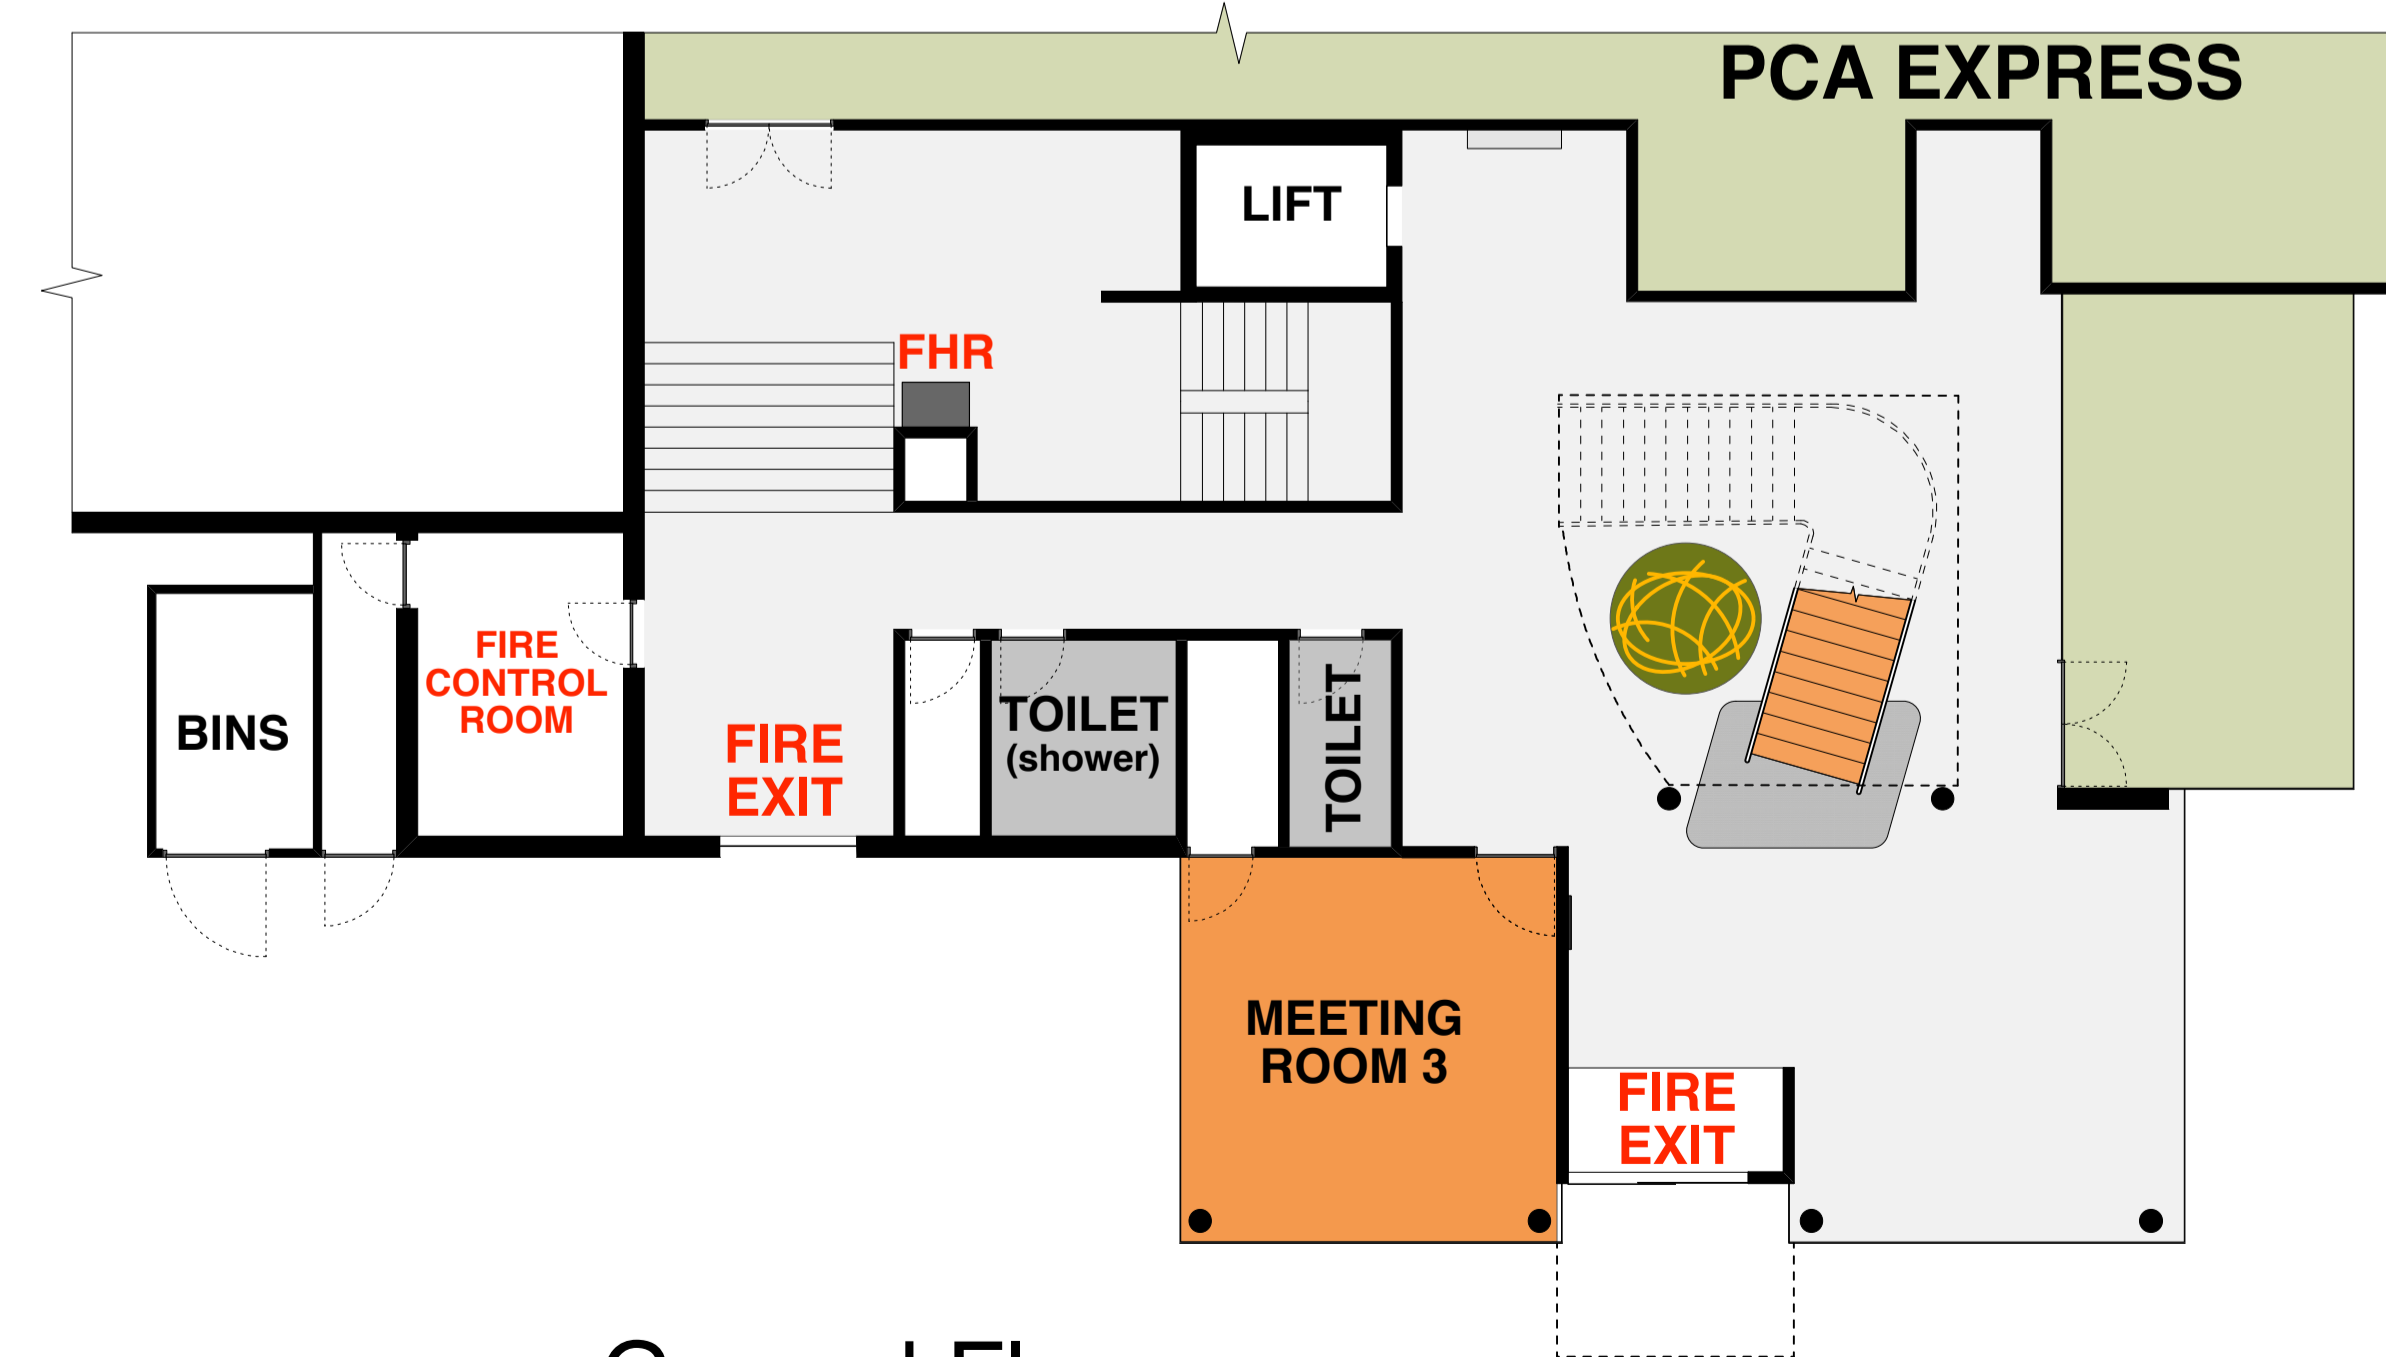 PCA EXPRESS
LIFT
FHR
FIRE
CONTROL
ROOM
BINS
FIRE
EXIT
TOILET
(shower)
TOILET
MEETING
ROOM 3
FIRE
EXIT